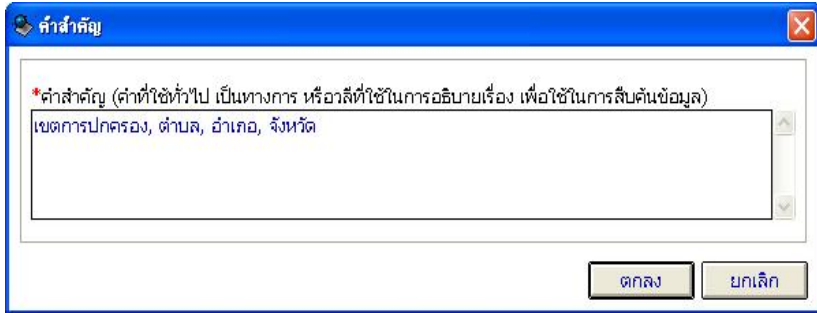 คำสำคัญ
*คำสำคัญ (คำที่ใช้ทั่วไป เป็นทางการ หรือวลีที่ใช้ในการอธิบายเรื่อง เพื่อใช้ในการสืบค้นข้อมูล)
เขตการปกครอง, ตำบล, อำเภอ, จังหวัด
ตกลง ยกเลิก